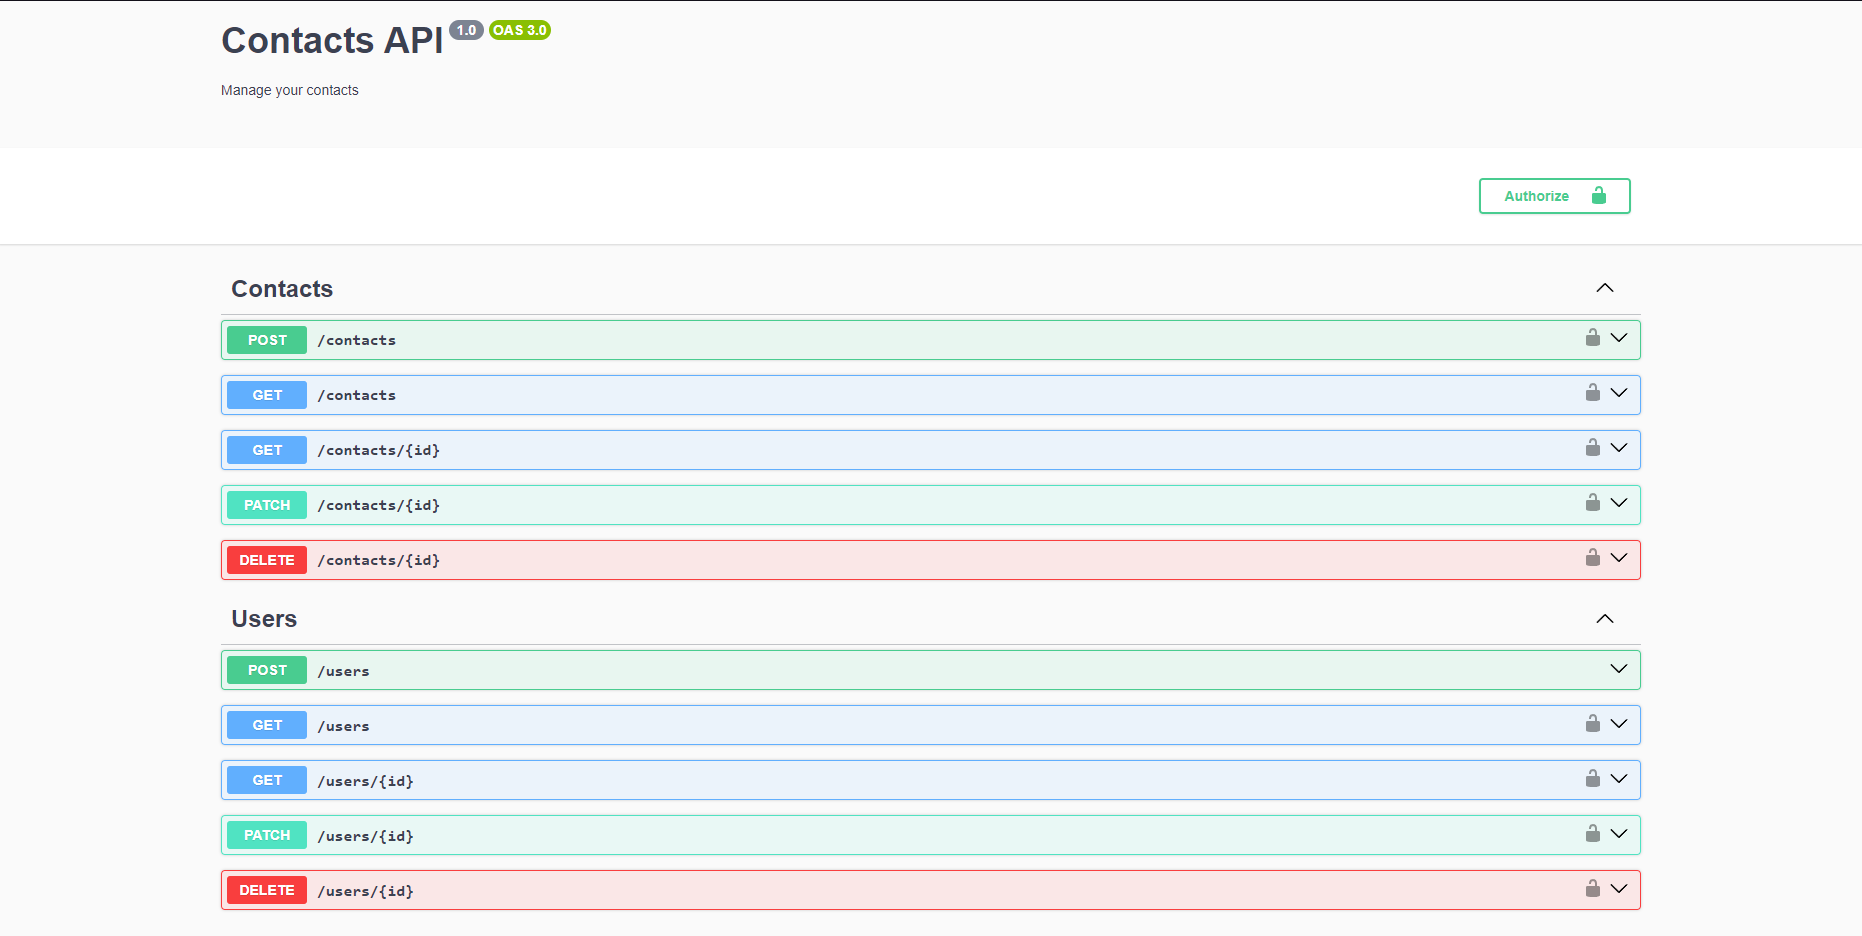 Contacts API 1.0 OAS 3.0
Manage your contacts
Authorize
Contacts
POST /contacts
GET /contacts
GET /contacts/{id}
PATCH /contacts/{id}
DELETE /contacts/{id}
Users
POST /users
GET /users
GET /users/{id}
PATCH /users/{id}
DELETE /users/{id}